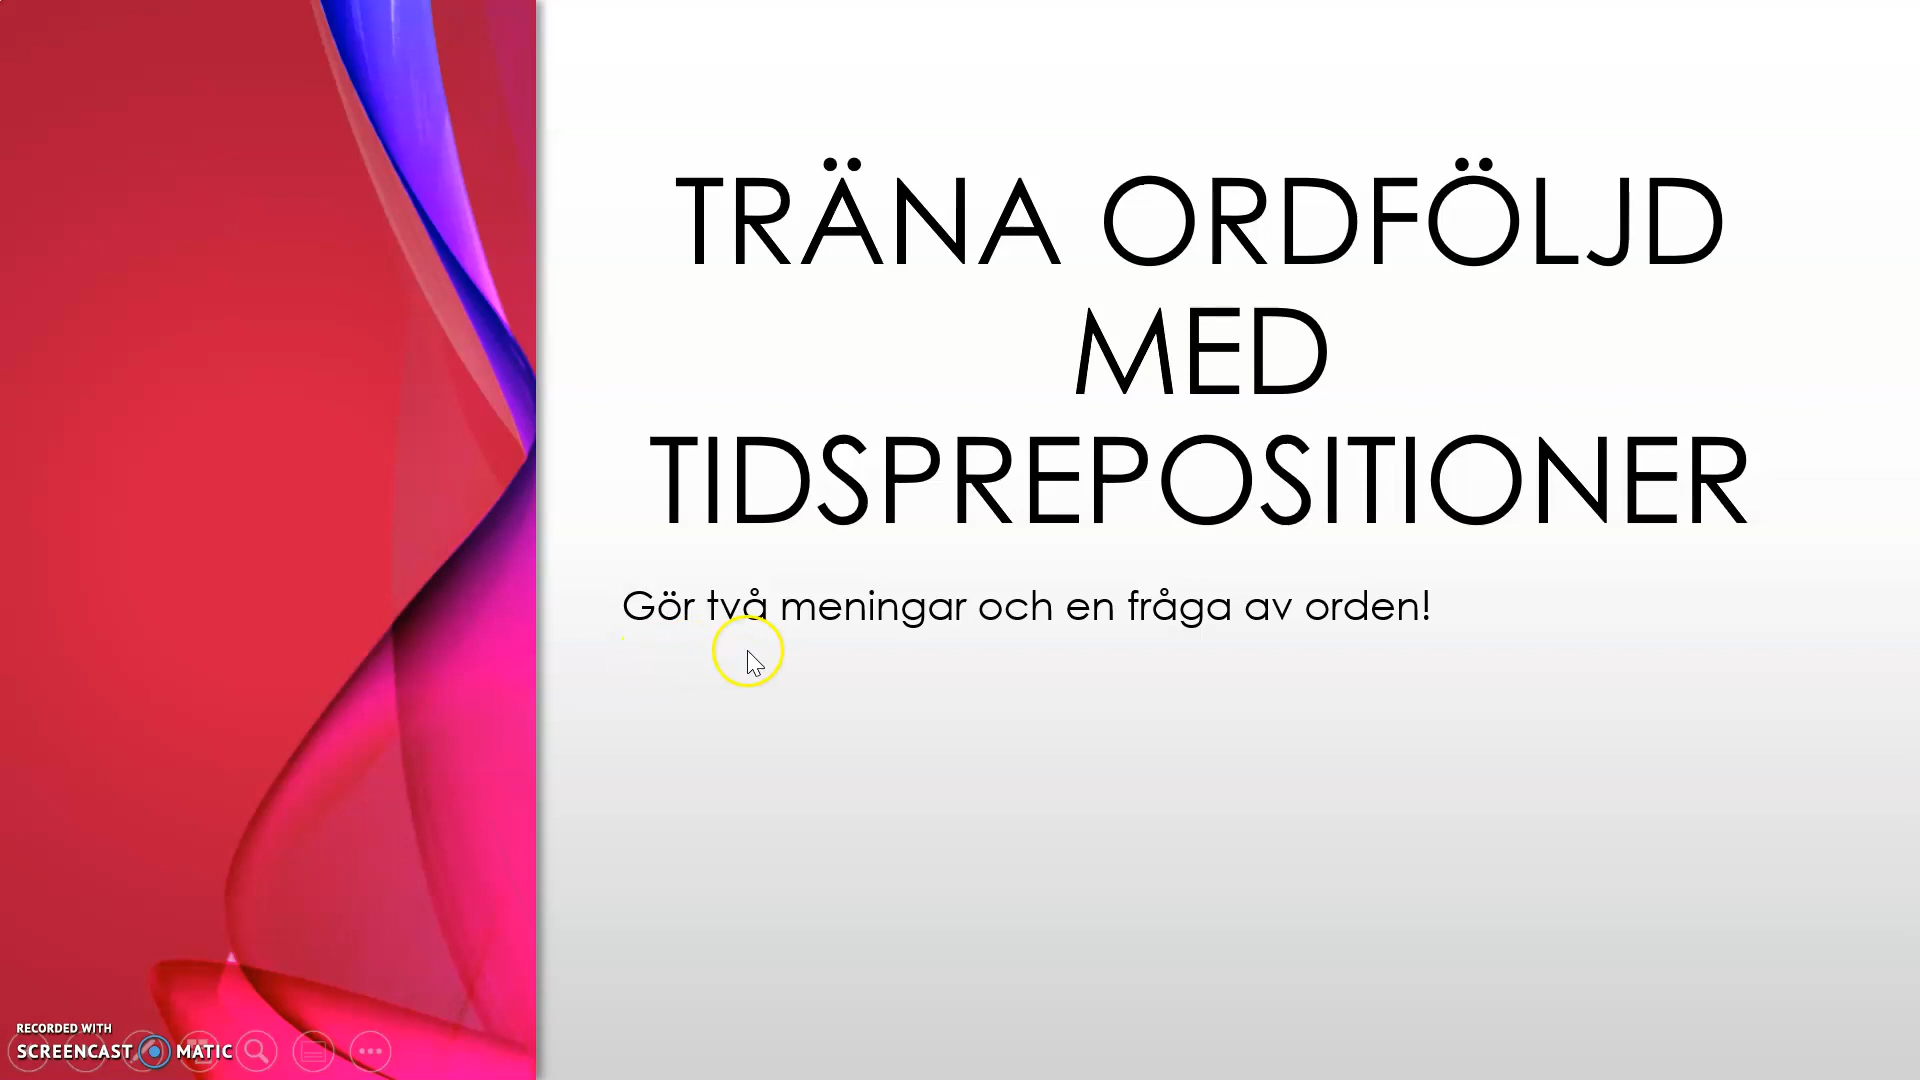 TRÄNA ORDFÖLJD
MED
TIDSPREPOSITIONER
Gör två meningar och en fråga av orden!
RECORDED WITH
SCREENCAST MATIC